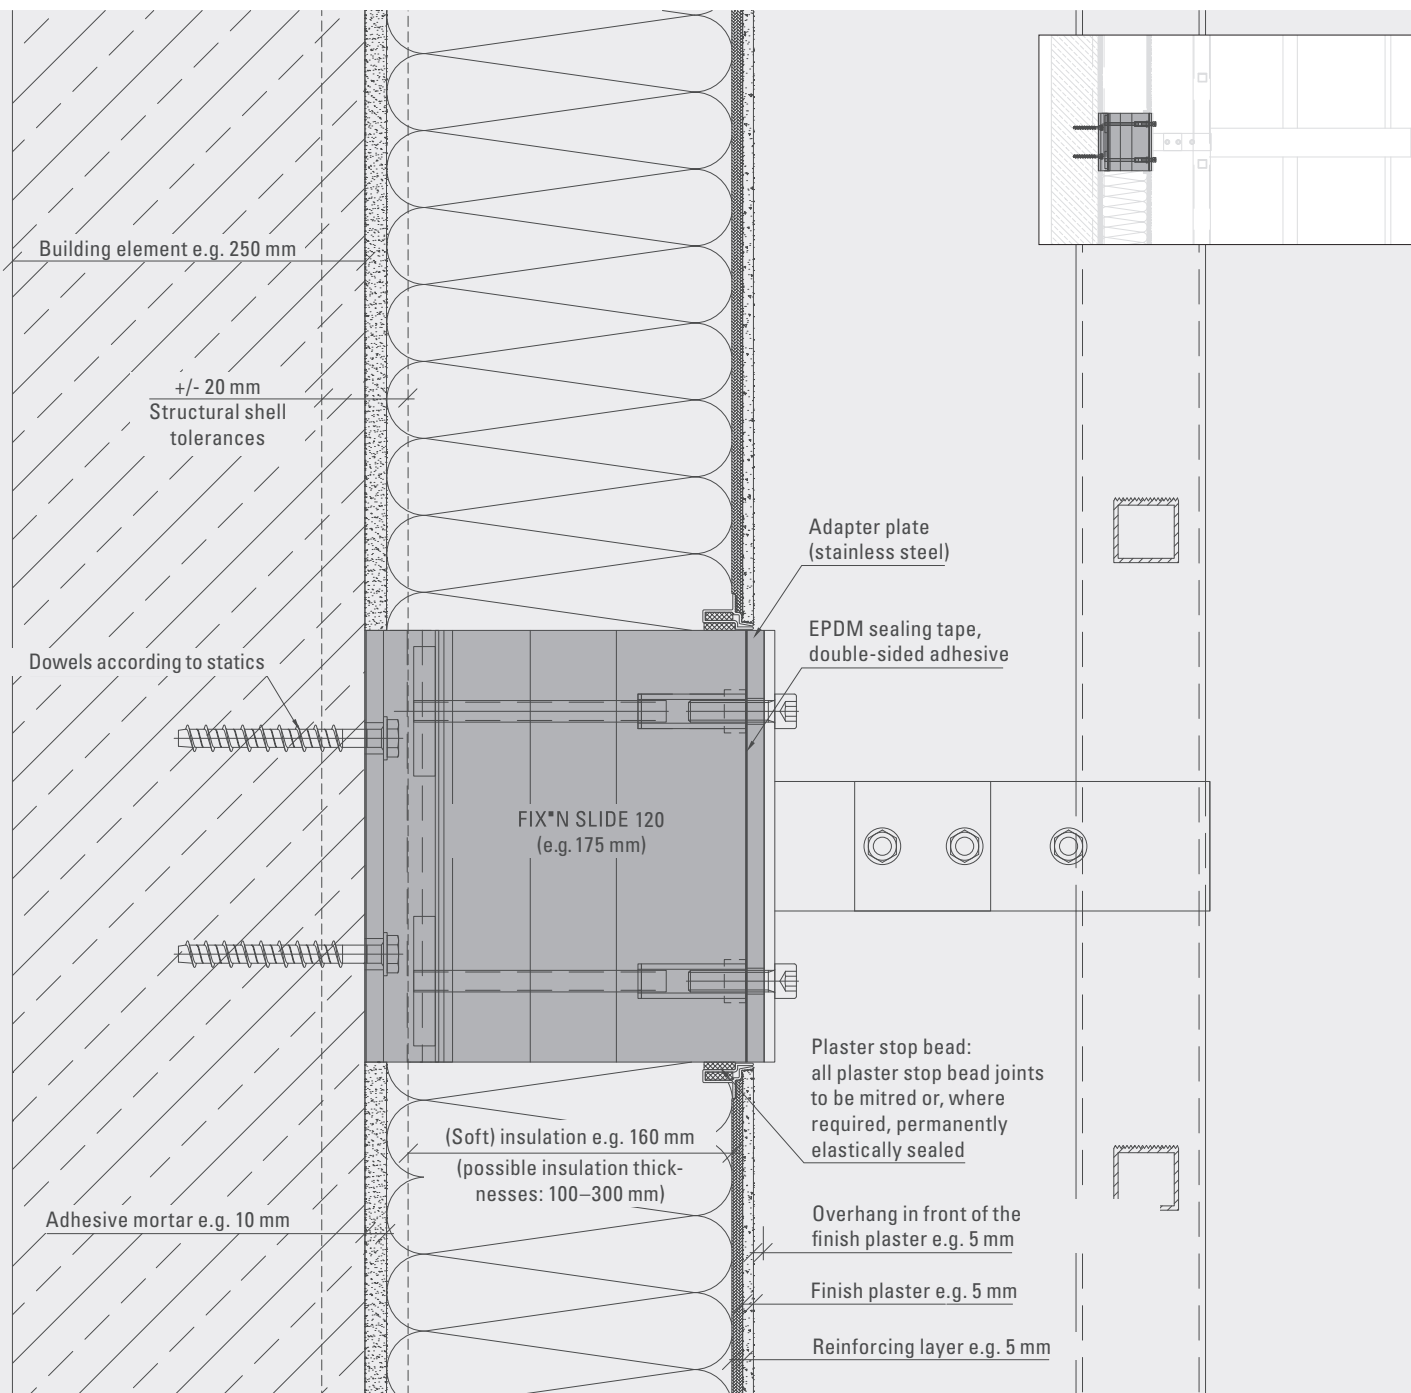 Building element e.g. 250 mm
+/- 20 mm
Structural shell
tolerances
Adapter plate
(stainless steel)
EPDM sealing tape,
double-sided adhesive
Dowels according to statics
FIX■N SLIDE 120
(e.g. 175 mm)
Plaster stop bead:
all plaster stop bead joints
to be mitred or, where
required, permanently
elastically sealed
(Soft) insulation e.g. 160 mm
(possible insulation thick-
nesses: 100–300 mm)
Adhesive mortar e.g. 10 mm
Overhang in front of the
finish plaster e.g. 5 mm
Finish plaster e.g. 5 mm
Reinforcing layer e.g. 5 mm